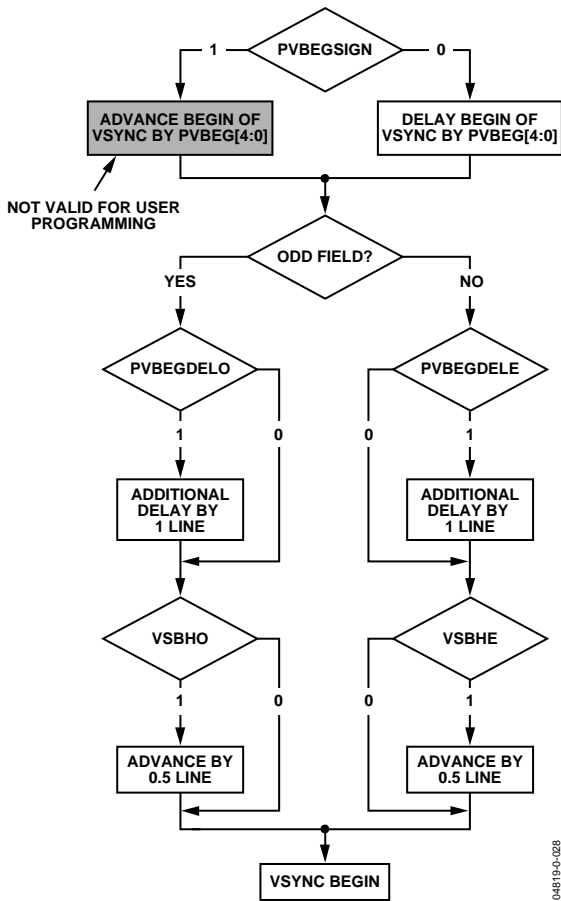 PVBEGSIGN
1
0
ADVANCE BEGIN OF
VSYNC BY PVBEG[4:0]
DELAY BEGIN OF
VSYNC BY PVBEG[4:0]
NOT VALID FOR USER
PROGRAMMING
ODD FIELD?
YES
NO
PVBEGDELO
PVBEGDELE
1
0
0
1
ADDITIONAL
DELAY BY
1 LINE
ADDITIONAL
DELAY BY
1 LINE
VSBHO
VSBHE
1
0
0
1
ADVANCE BY
0.5 LINE
ADVANCE BY
0.5 LINE
VSYNC BEGIN
04819-0-028